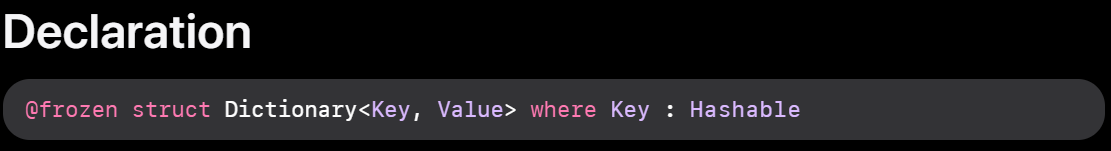 Declaration
@frozen struct Dictionary<Key, Value> where Key : Hashable